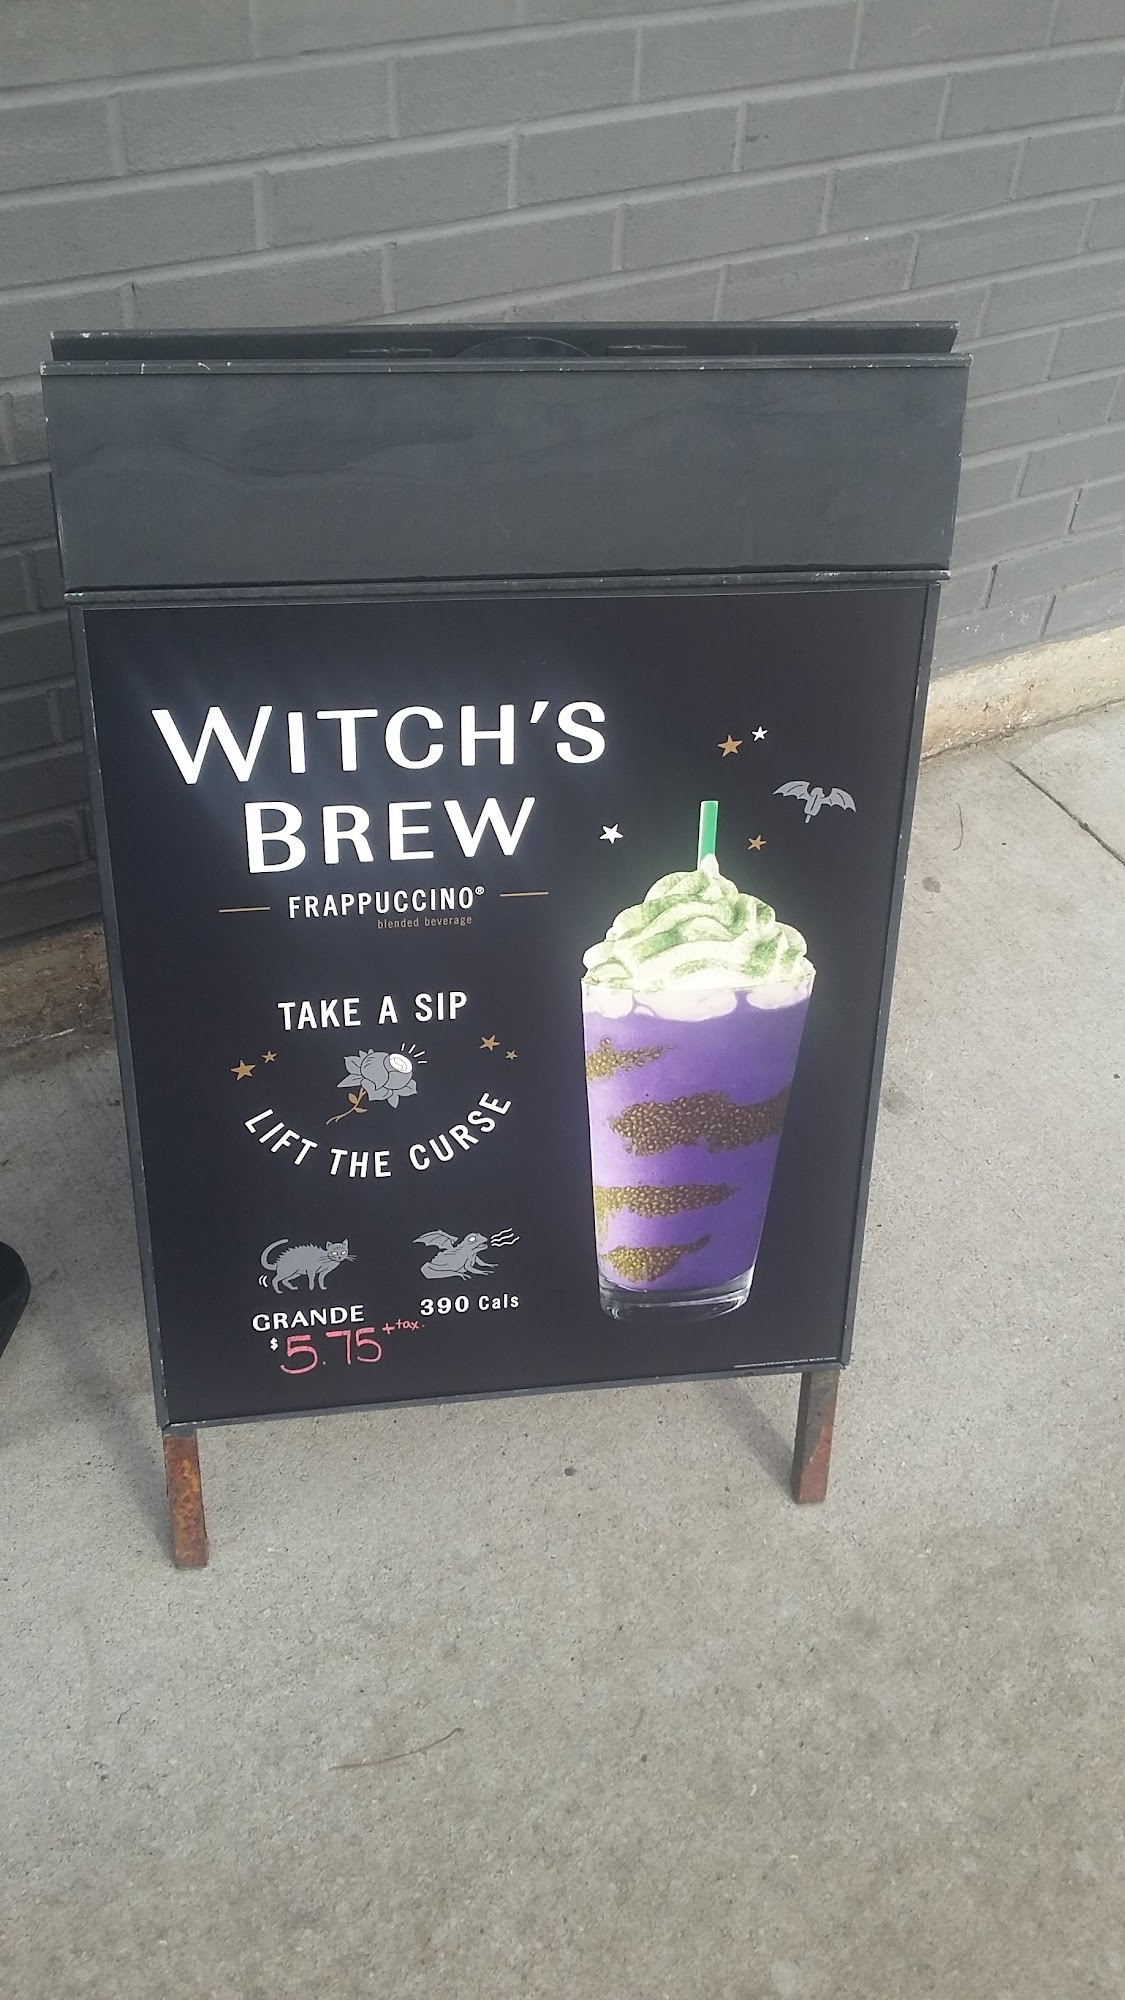 WITCH'S
BREW
FRAPPUCCINO®
blended beverage
TAKE A SIP
LIFT THE CURSE
GRANDE
390 Cals
$5.75 + tax.